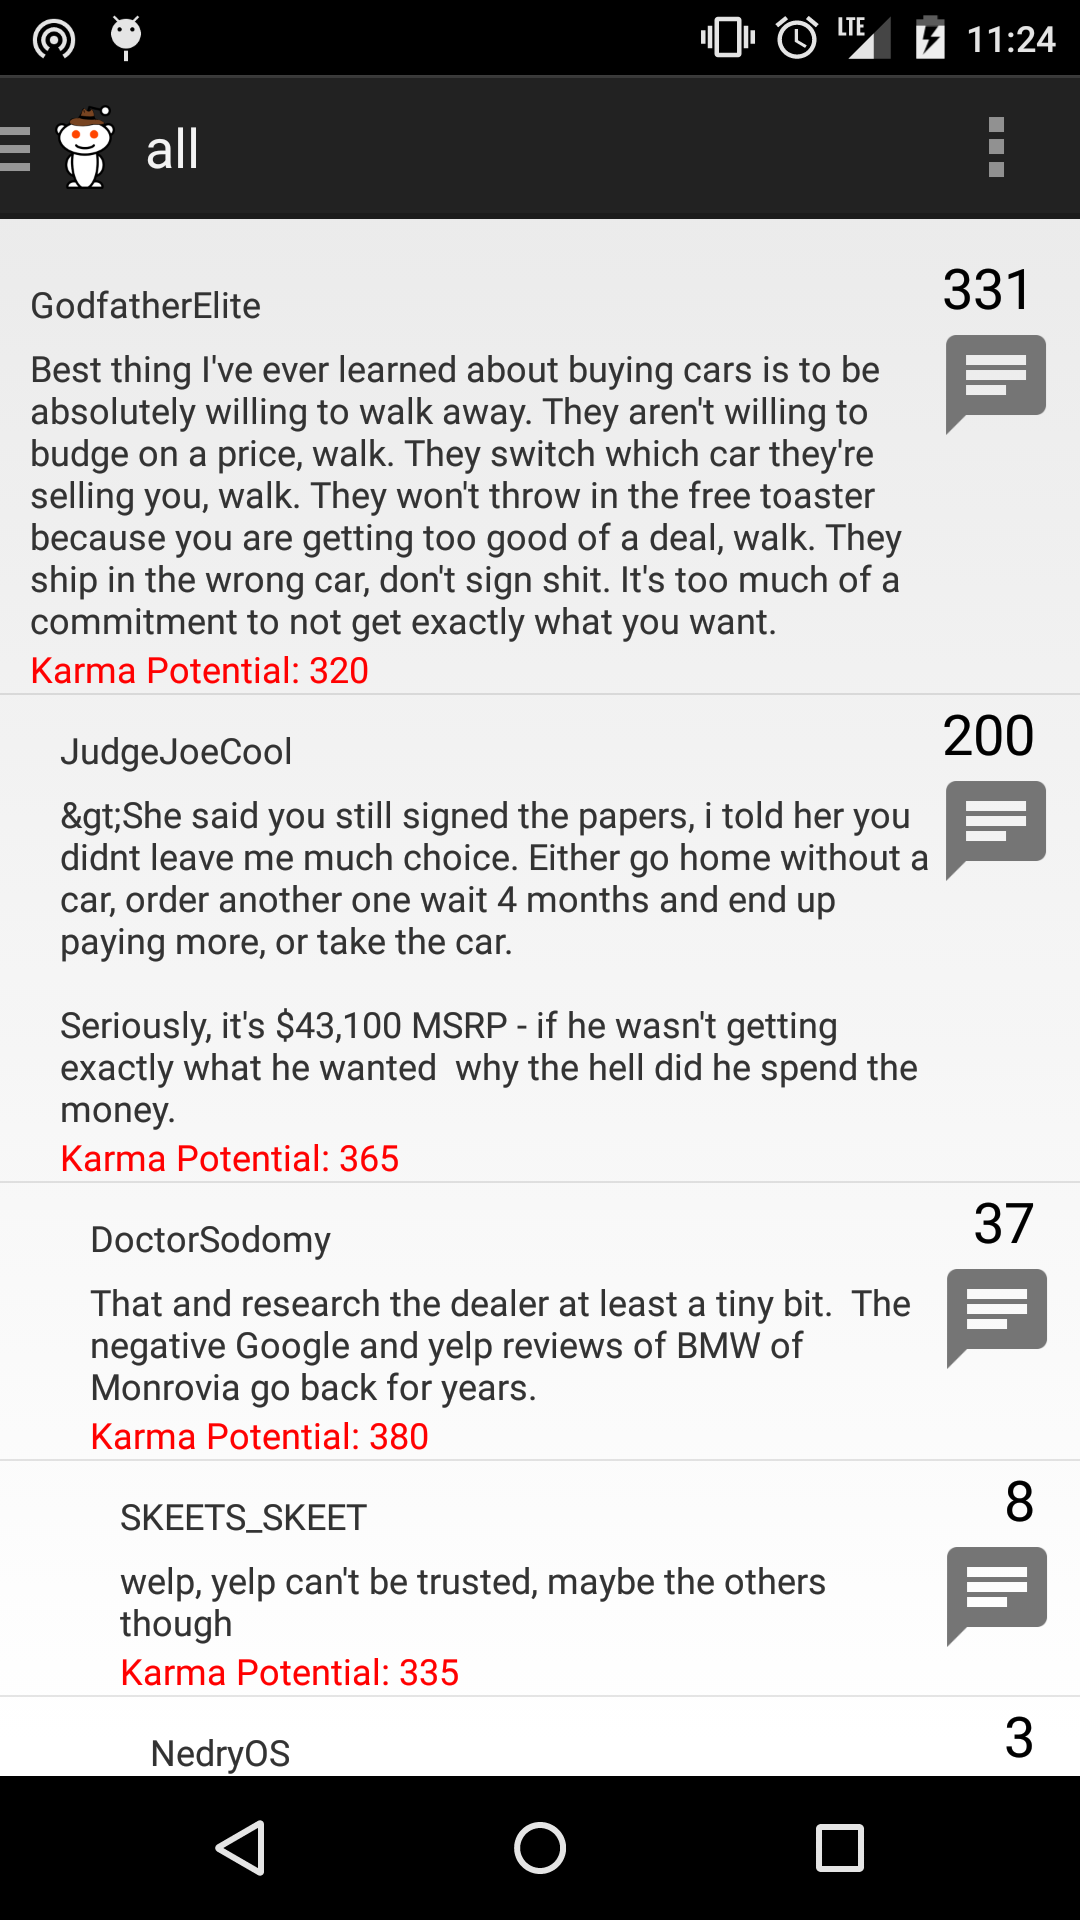 LTE 11:24
all
GodfatherElite
331
Best thing I've ever learned about buying cars is to be
absolutely willing to walk away. They aren't willing to
budge on a price, walk. They switch which car they're
selling you, walk. They won't throw in the free toaster
because you are getting too good of a deal, walk. They
ship in the wrong car, don't sign shit. It's too much of a
commitment to not get exactly what you want.
Karma Potential: 320
JudgeJoeCool
200
&amp;gt;She said you still signed the papers, i told her you
didnt leave me much choice. Either go home without a
car, order another one wait 4 months and end up
paying more, or take the car.
Seriously, it's $43,100 MSRP - if he wasn't getting
exactly what he wanted  why the hell did he spend the
money.
Karma Potential: 365
DoctorSodomy
37
That and research the dealer at least a tiny bit.  The
negative Google and yelp reviews of BMW of
Monrovia go back for years.
Karma Potential: 380
SKEETS_SKEET
8
welp, yelp can't be trusted, maybe the others
though
Karma Potential: 335
NedryOS
3